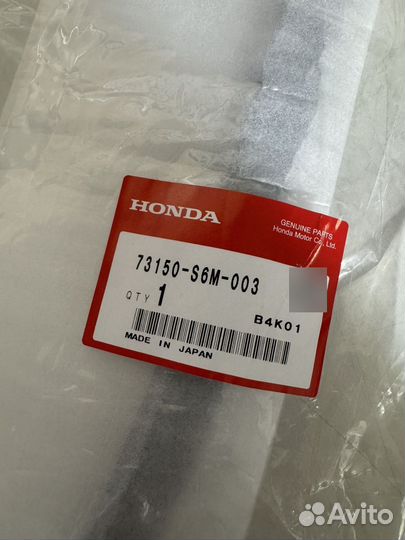 HONDA
GENUINE PARTS
Honda Motor Co., Ltd.
73150-S6M-003
QTY 1
B4K01
MADE IN JAPAN
Avito